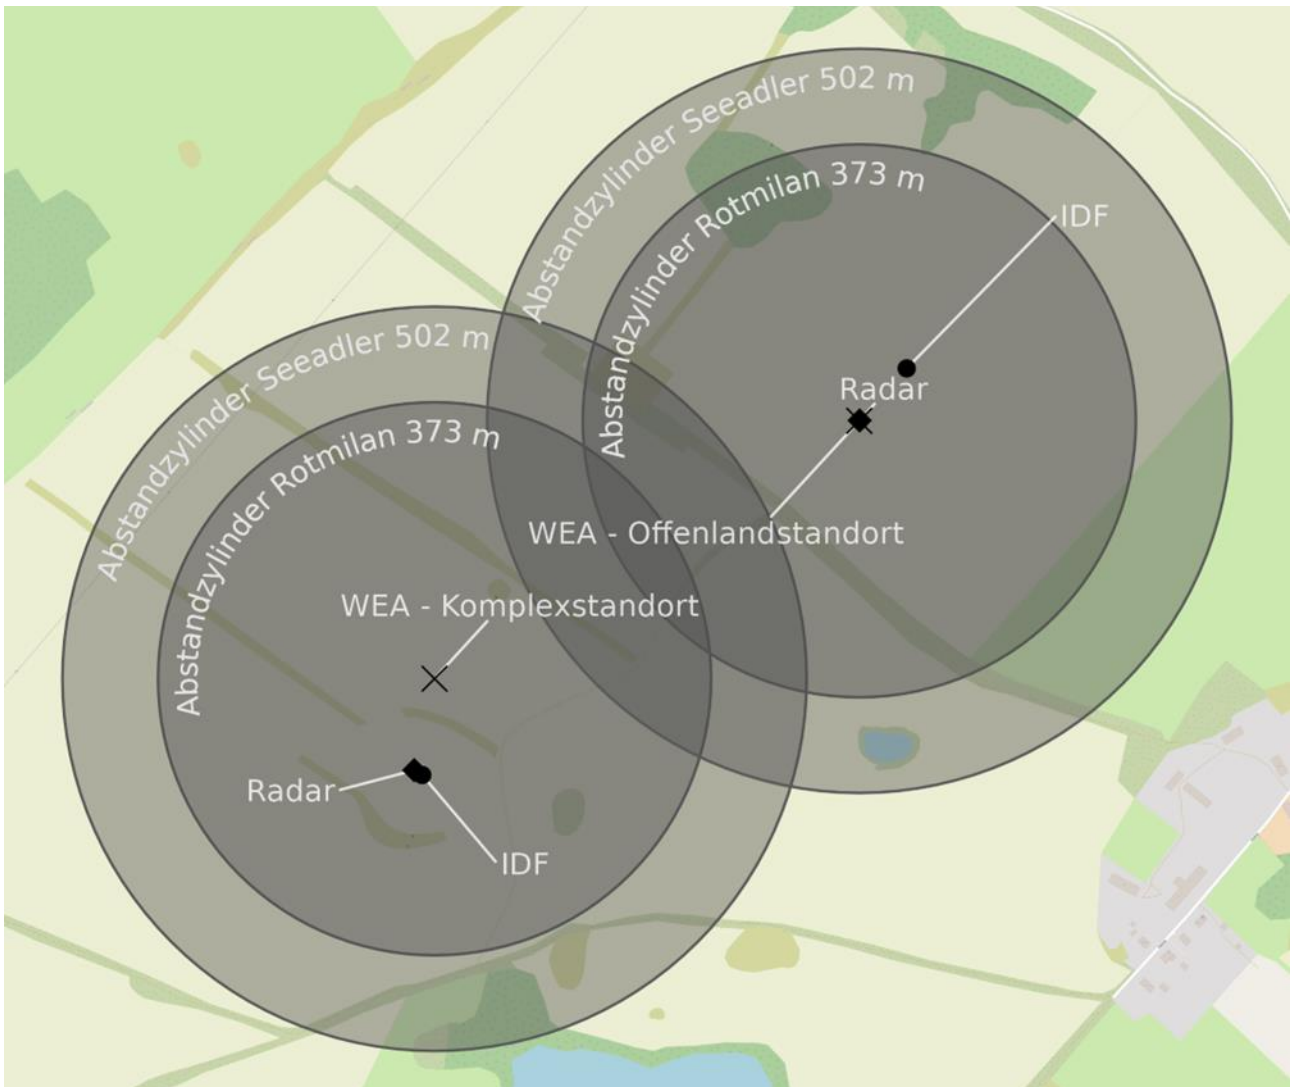 Abstandzylinder Seeadler 502 m
Abstandzylinder Rotmilan 373 m
IDF
Radar
WEA - Offenlandstandort
Abstandzylinder Seeadler 502 m
Abstandzylinder Rotmilan 373 m
WEA - Komplexstandort
Radar
IDF